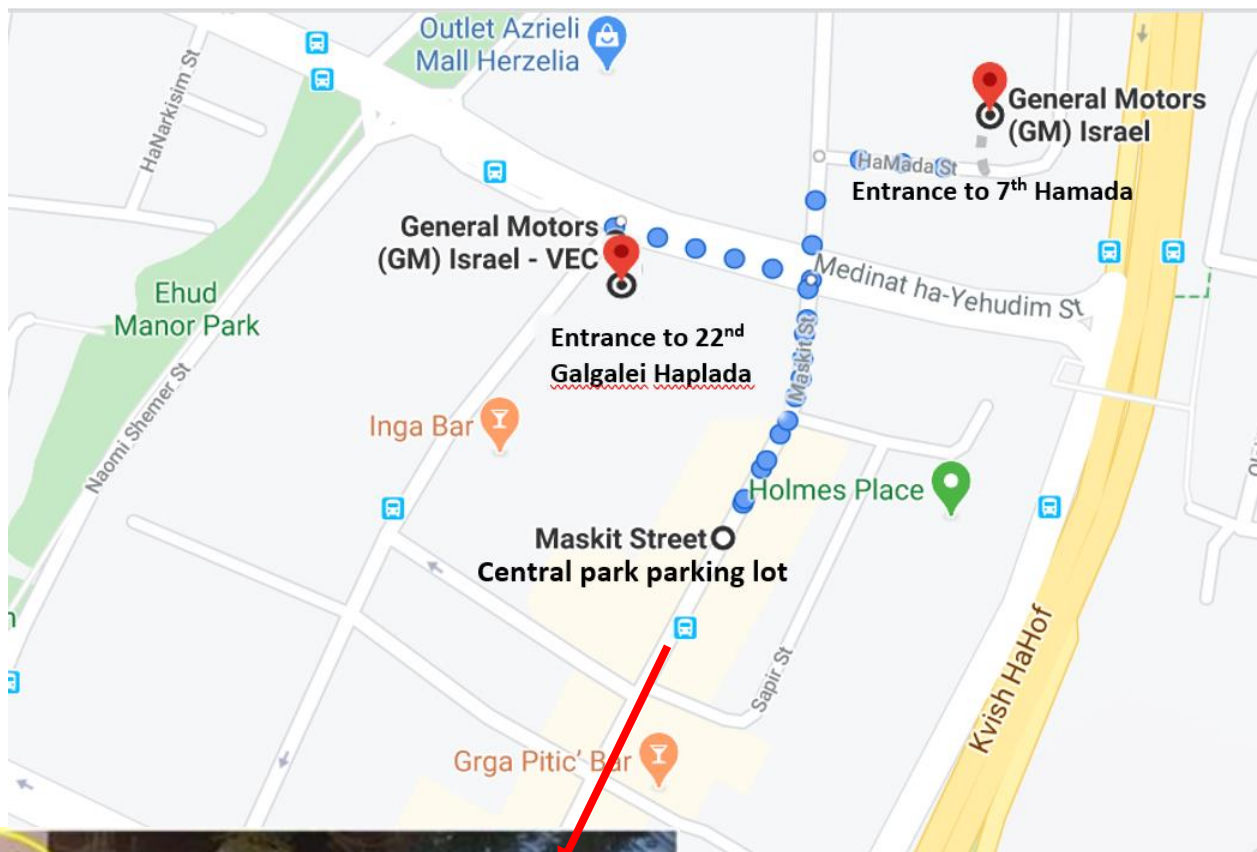 Outlet Azrieli
Mall Herzelia
HaNarkisim St
General Motors
(GM) Israel
HaMada St
Entrance to 7th Hamada
General Motors
(GM) Israel - VEC
Medinat ha-Yehudim St
Ehud
Manor Park
Entrance to 22nd
Galgalei Haplada
Maskit St
Naomi Shemer St
Inga Bar
Holmes Place
Maskit Street
Central park parking lot
Sapir St
Kvish HaHof
Grga Pitic' Bar